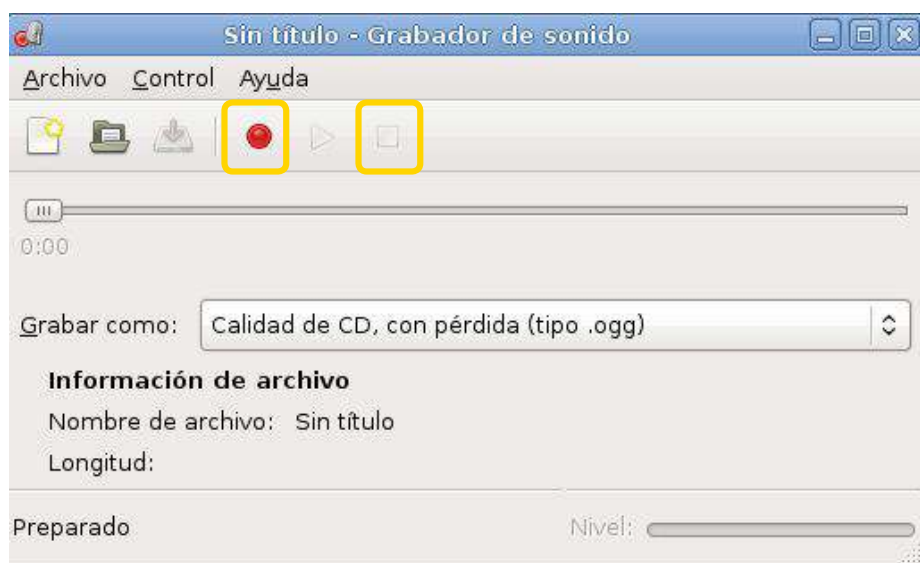 Sin título - Grabador de sonido
Archivo Control Ayuda
0:00
Grabar como: Calidad de CD, con pérdida (tipo .ogg)
Información de archivo
Nombre de archivo: Sin título
Longitud:
Preparado Nivel: